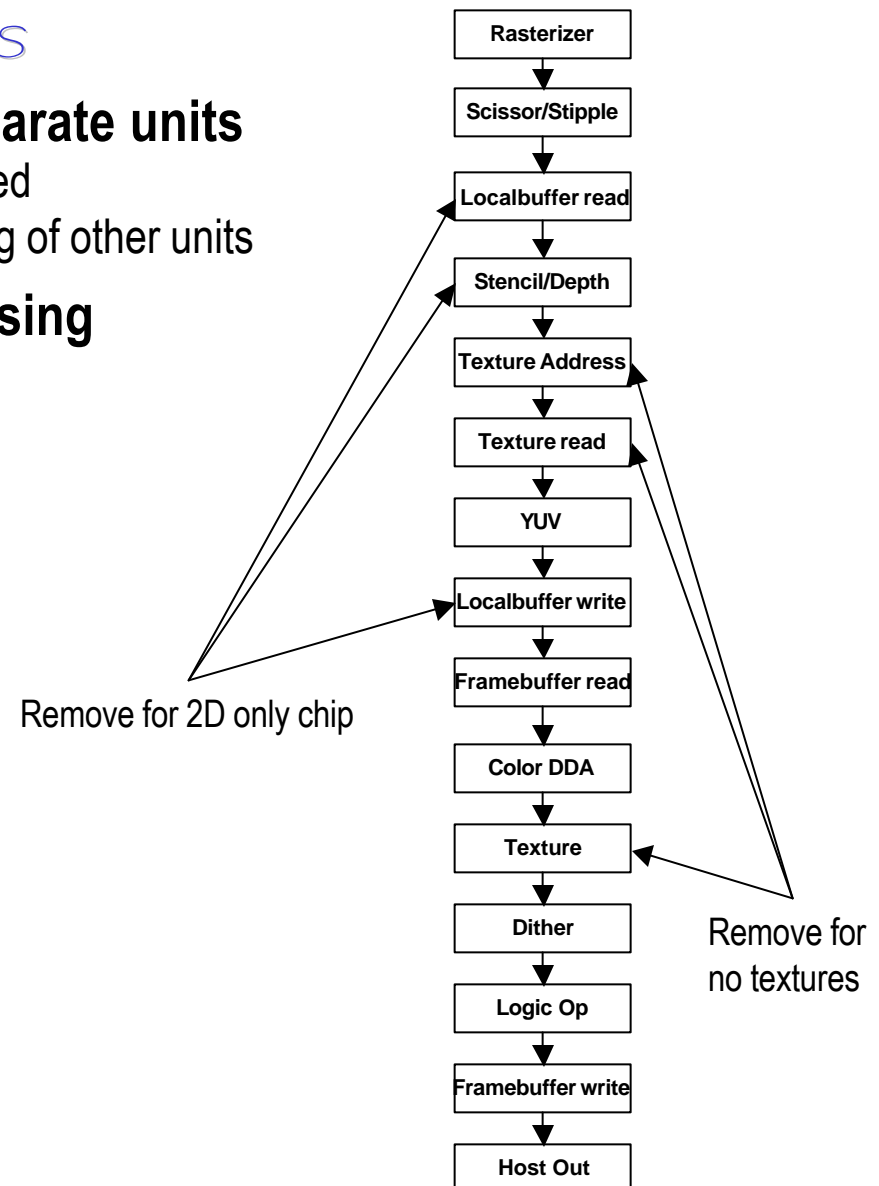 s
arate units
ed
g of other units
sing
Rasterizer
Scissor/Stipple
Localbuffer read
Stencil/Depth
Texture Address
Texture read
YUV
Localbuffer write
Framebuffer read
Color DDA
Texture
Dither
Logic Op
Framebuffer write
Host Out
Remove for 2D only chip
Remove for
no textures